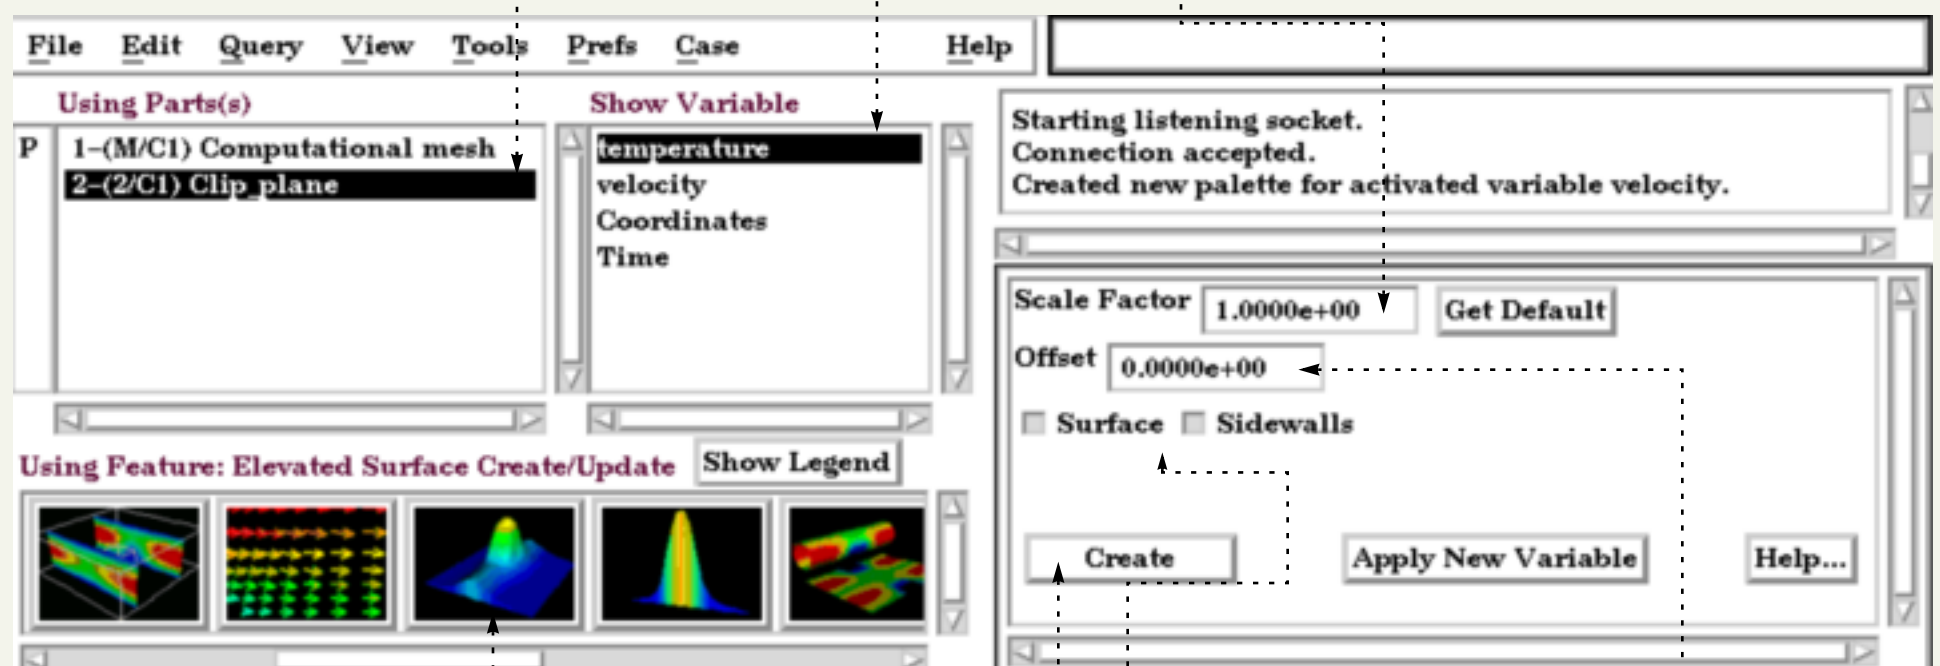 File Edit Query View Tools Prefs Case Help
Using Parts(s)
P
1-(M/C1) Computational mesh
2-(2/C1) Clip_plane
Show Variable
temperature
velocity
Coordinates
Time
Starting listening socket.
Connection accepted.
Created new palette for activated variable velocity.
Scale Factor 1.0000e+00 Get Default
Offset 0.0000e+00
Surface Sidewalls
Using Feature: Elevated Surface Create/Update Show Legend
Create Apply New Variable Help...